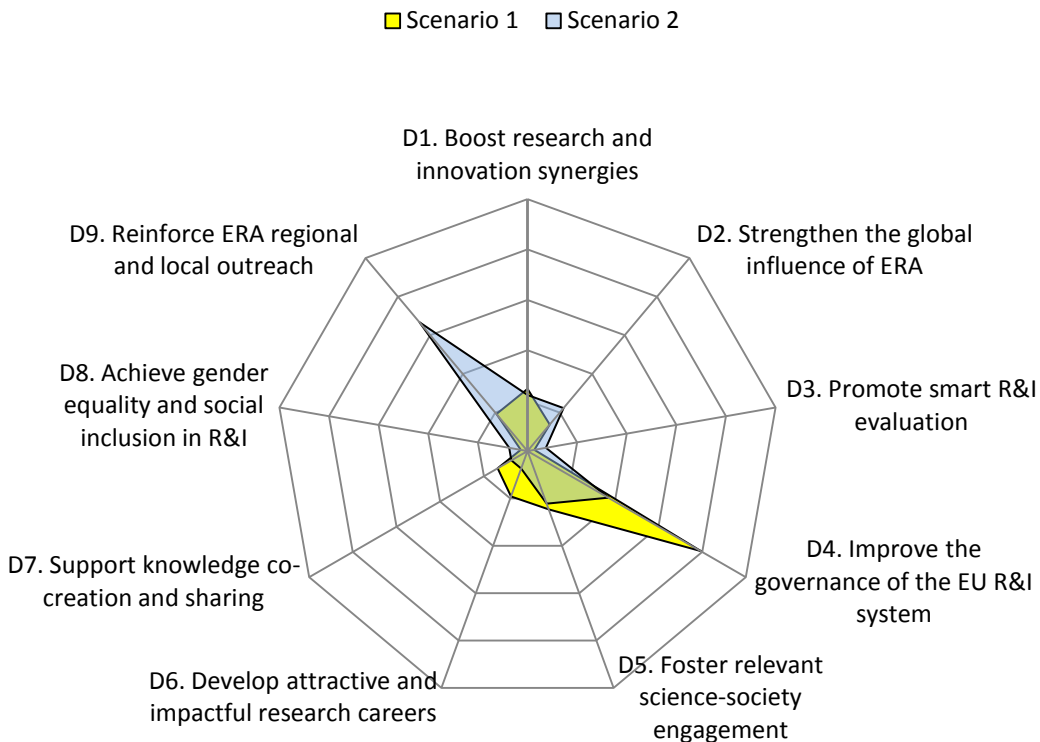 Scenario 1 Scenario 2
D1. Boost research and
innovation synergies
D2. Strengthen the global
influence of ERA
D3. Promote smart R&I
evaluation
D4. Improve the
governance of the EU R&I
system
D5. Foster relevant
science-society
engagement
D6. Develop attractive and
impactful research careers
D7. Support knowledge co-
creation and sharing
D8. Achieve gender
equality and social
inclusion in R&I
D9. Reinforce ERA regional
and local outreach